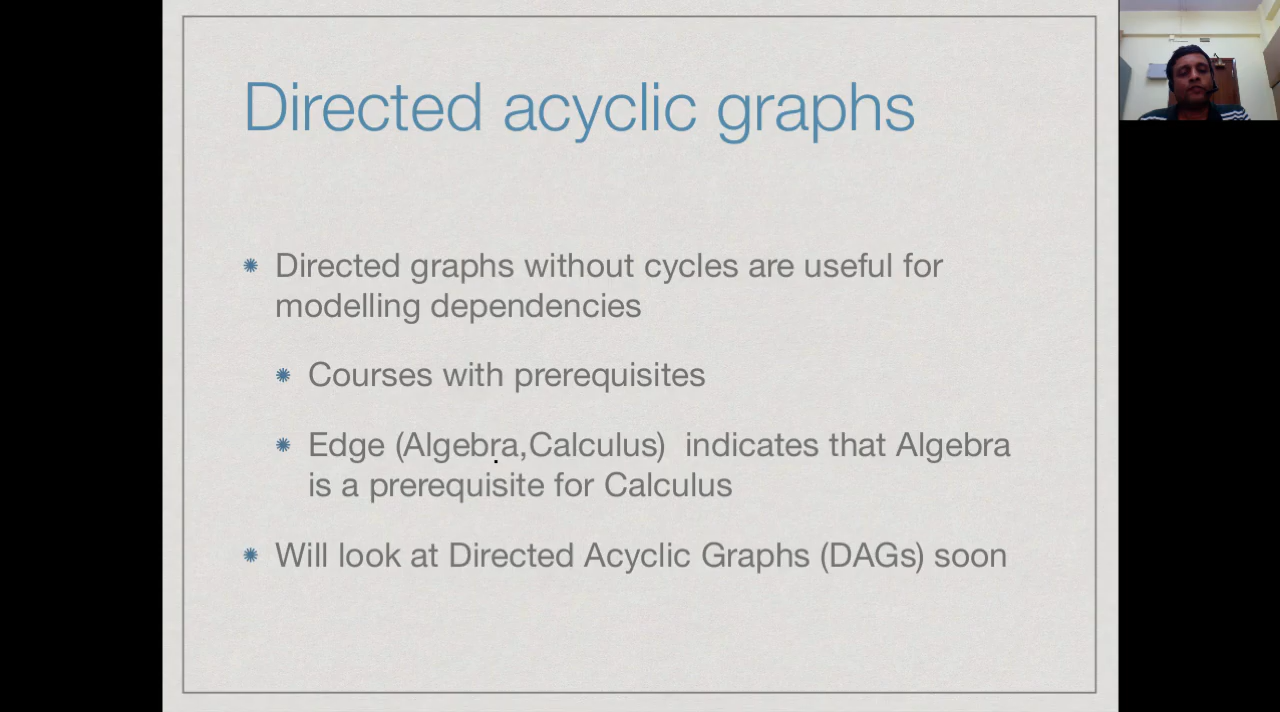 Directed acyclic graphs
Directed graphs without cycles are useful for
modelling dependencies
Courses with prerequisites
Edge (Algebra,Calculus) indicates that Algebra
is a prerequisite for Calculus
Will look at Directed Acyclic Graphs (DAGs) soon